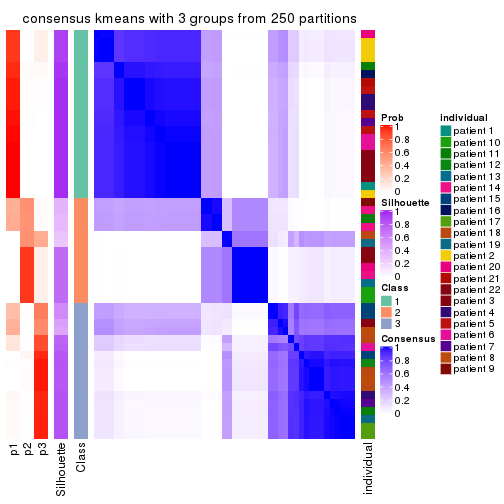 consensus kmeans with 3 groups from 250 partitions
Prob
1
0.8
0.6
0.4
0.2
0
Silhouette
1
0.8
0.6
0.4
0.2
0
Class
1
2
3
Consensus
1
0.8
0.6
0.4
0.2
0
individual
patient 1
patient 10
patient 11
patient 12
patient 13
patient 14
patient 15
patient 16
patient 17
patient 18
patient 19
patient 2
patient 20
patient 21
patient 22
patient 3
patient 4
patient 5
patient 6
patient 7
patient 8
patient 9
p1
p2
p3
Silhouette
Class
individual